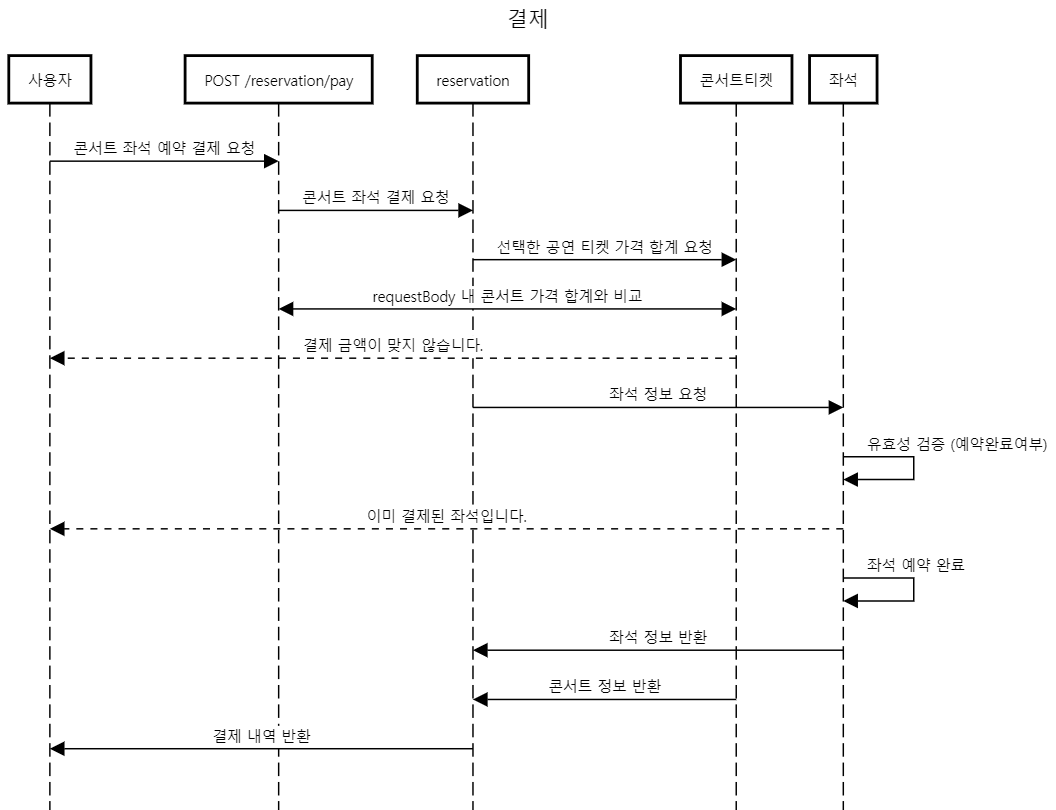 결제
사용자
POST /reservation/pay
reservation
콘서트티켓
좌석
콘서트 좌석 예약 결제 요청
콘서트 좌석 결제 요청
선택한 공연 티켓 가격 합계 요청
requestBody 내 콘서트 가격 합계와 비교
결제 금액이 맞지 않습니다.
좌석 정보 요청
유효성 검증 (예약완료여부)
이미 결제된 좌석입니다.
좌석 예약 완료
좌석 정보 반환
콘서트 정보 반환
결제 내역 반환